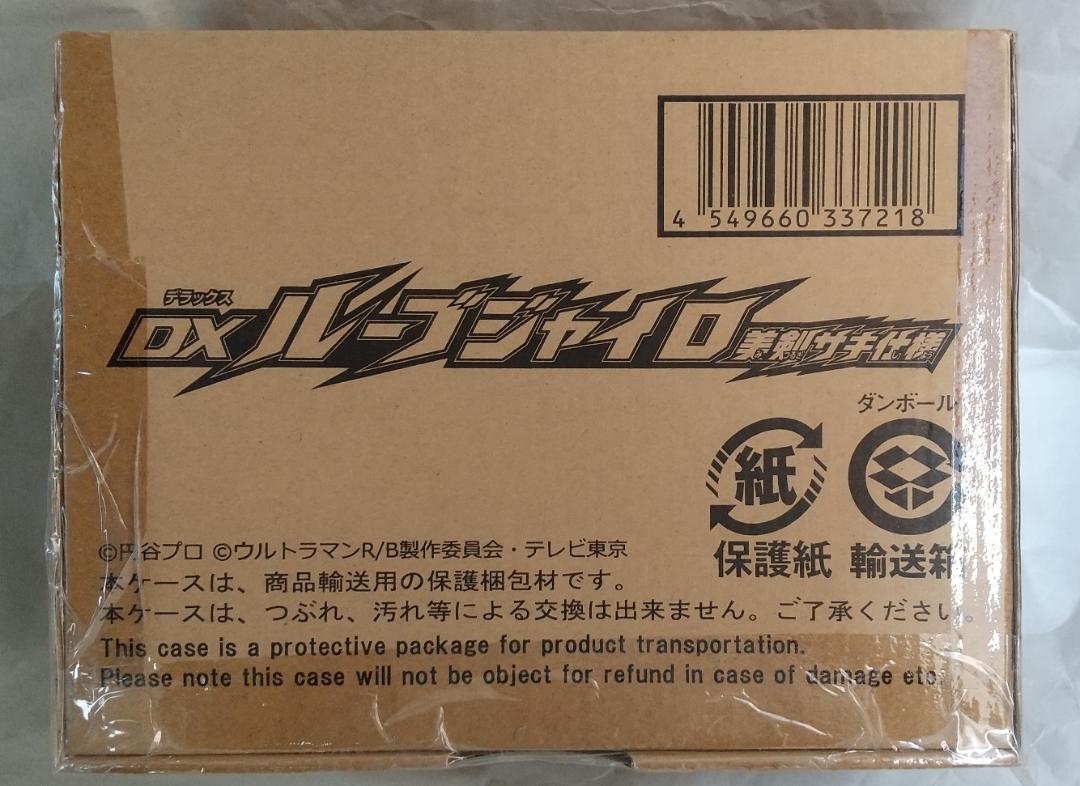 4 549660 337218
デラックス
DXルーブジャイロ 美剣サキ仕様
ダンボール
紙
保護紙 輸送箱
©円谷プロ ©ウルトラマンR/B製作委員会・テレビ東京
本ケースは、商品輸送用の保護梱包材です。
本ケースは、つぶれ、汚れ等による交換は出来ません。ご了承ください。
This case is a protective package for product transportation.
Please note this case will not be object for refund in case of damage etc.